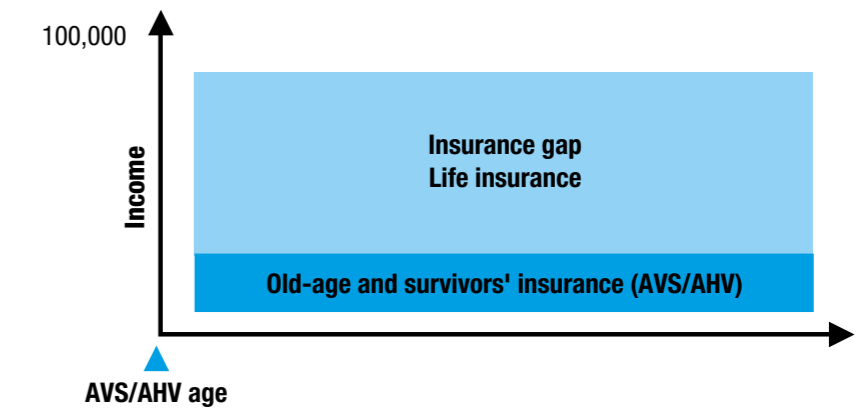 100,000
Income
Insurance gap
Life insurance
Old-age and survivors' insurance (AVS/AHV)
AVS/AHV age